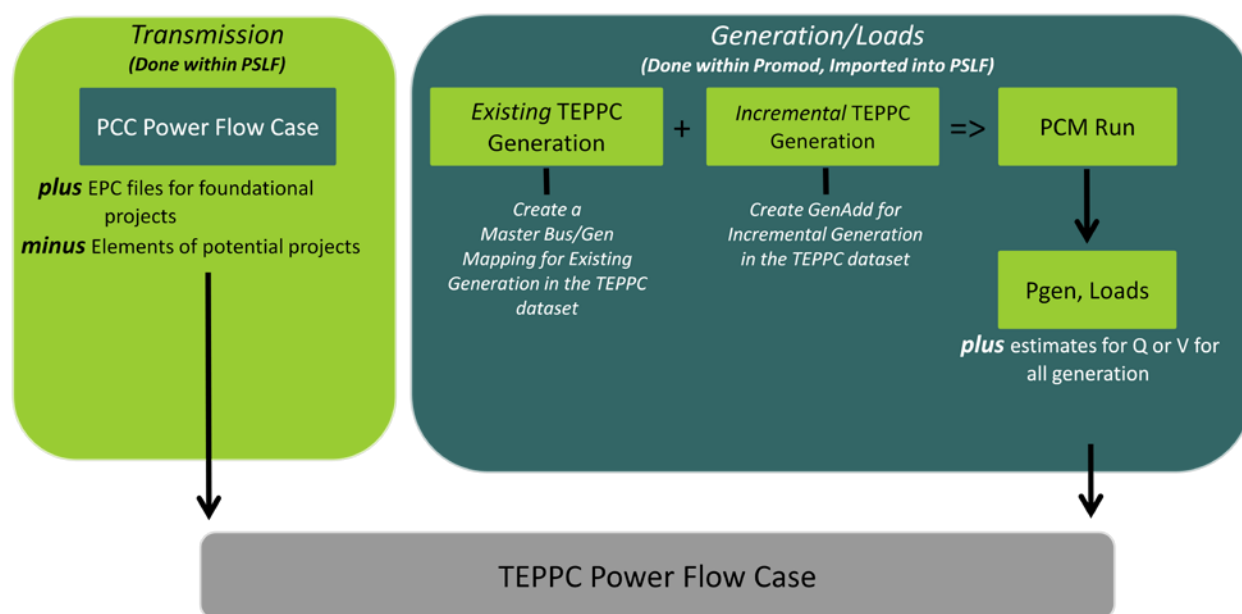 Transmission
(Done within PSLF)
PCC Power Flow Case
plus EPC files for foundational
projects
minus Elements of potential projects
Generation/Loads
(Done within Promod, Imported into PSLF)
Existing TEPPC
Generation
+
Incremental TEPPC
Generation
=>
PCM Run
Create a
Master Bus/Gen
Mapping for Existing
Generation in the TEPPC
dataset
Create GenAdd for
Incremental Generation
in the TEPPC dataset
Pgen, Loads
plus estimates for Q or V for
all generation
TEPPC Power Flow Case